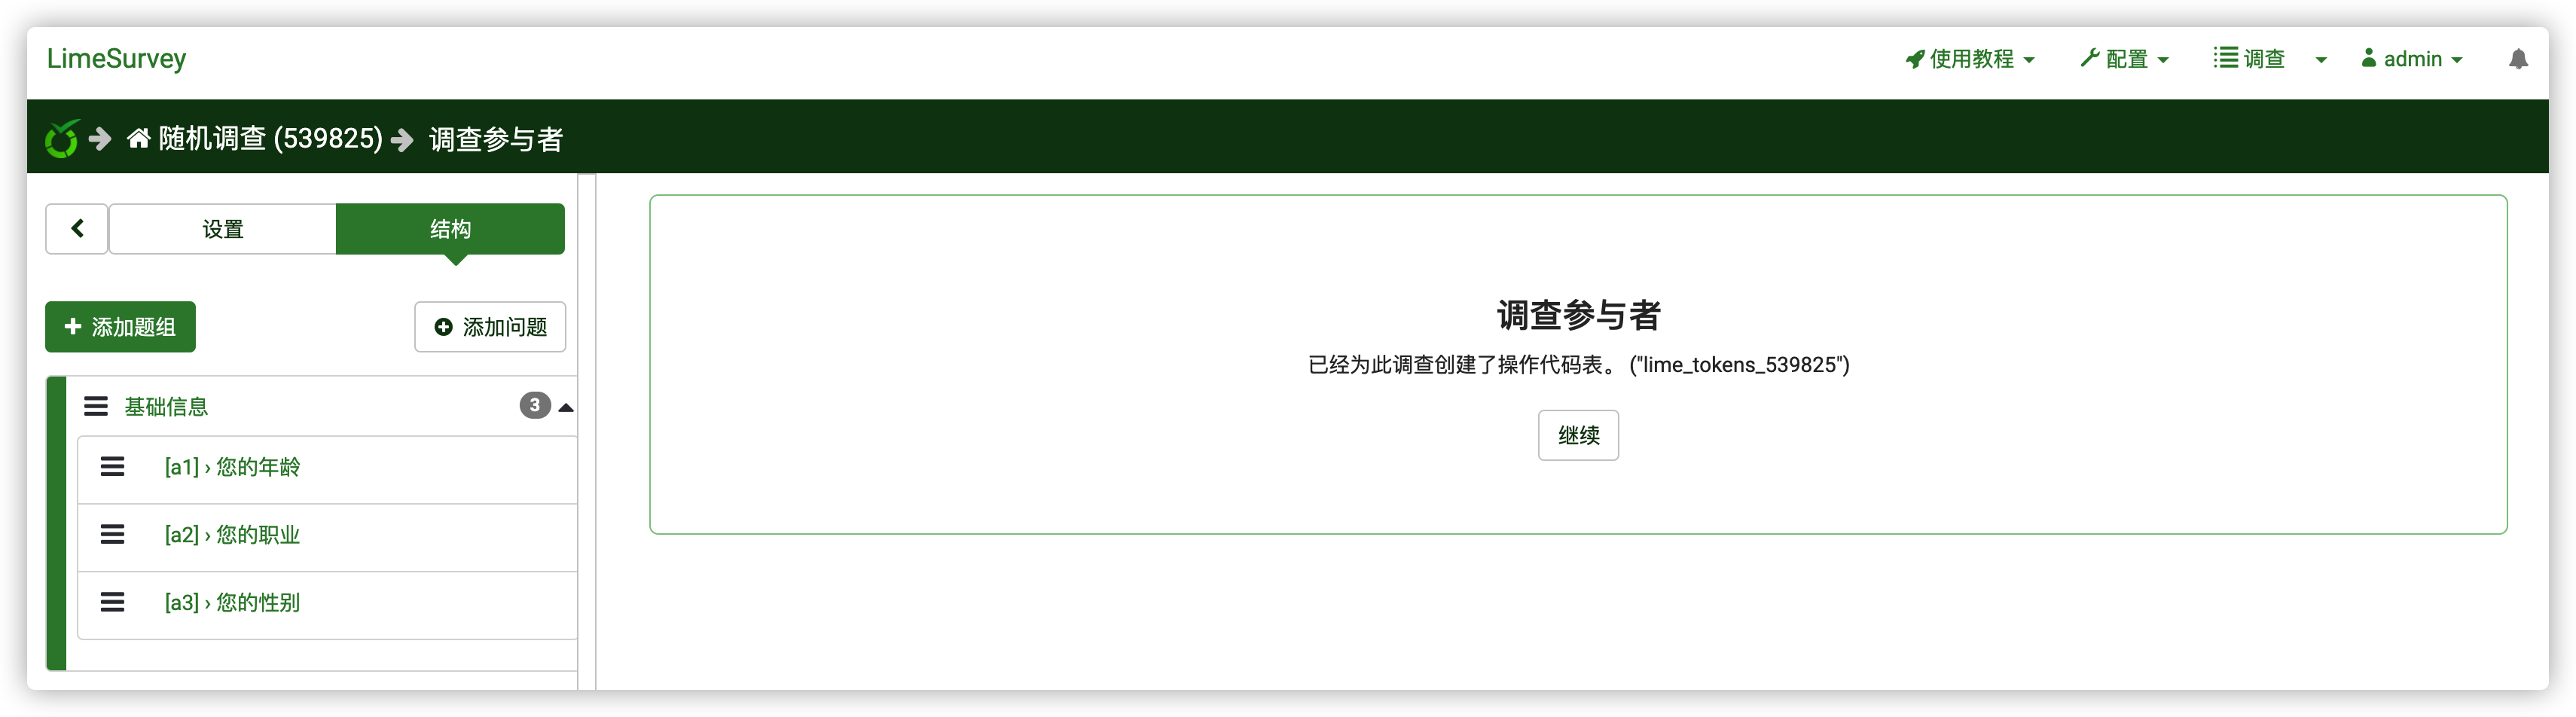 LimeSurvey
使用教程 配置 调查 admin
随机调查 (539825) 调查参与者
设置 结构
添加题组 添加问题
基础信息 3
[a1] › 您的年龄
[a2] › 您的职业
[a3] › 您的性别
调查参与者
已经为此调查创建了操作代码表。 ("lime_tokens_539825")
继续